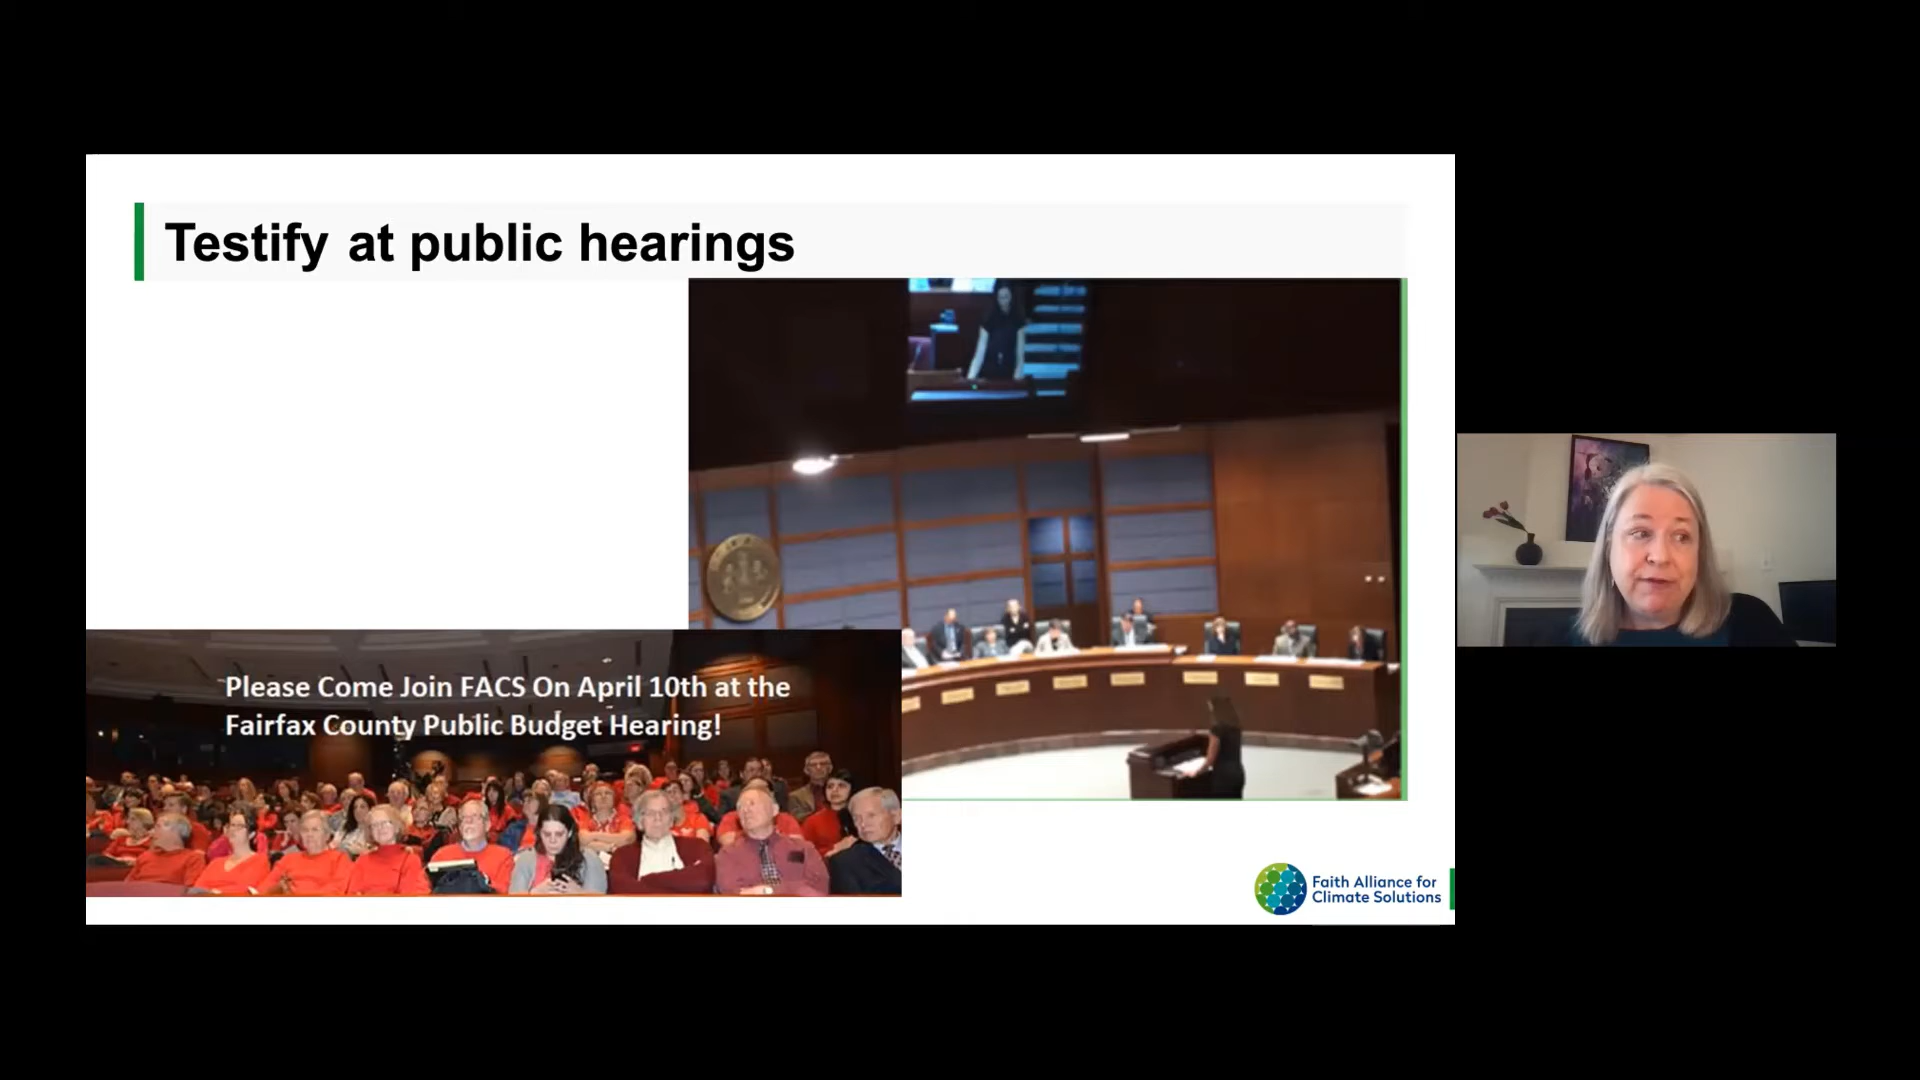 Testify at public hearings
Please Come Join FACS On April 10th at the
Fairfax County Public Budget Hearing!
Faith Alliance for
Climate Solutions